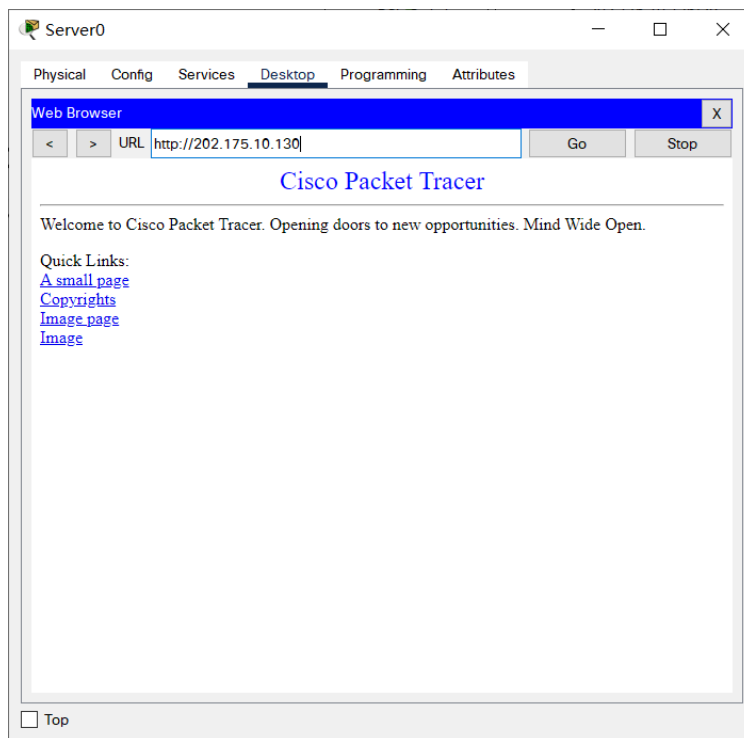 Server0
Physical Config Services Desktop Programming Attributes
Web Browser X
< > URL http://202.175.10.130 Go Stop
Cisco Packet Tracer
Welcome to Cisco Packet Tracer. Opening doors to new opportunities. Mind Wide Open.
Quick Links:
A small page
Copyrights
Image page
Image
Top